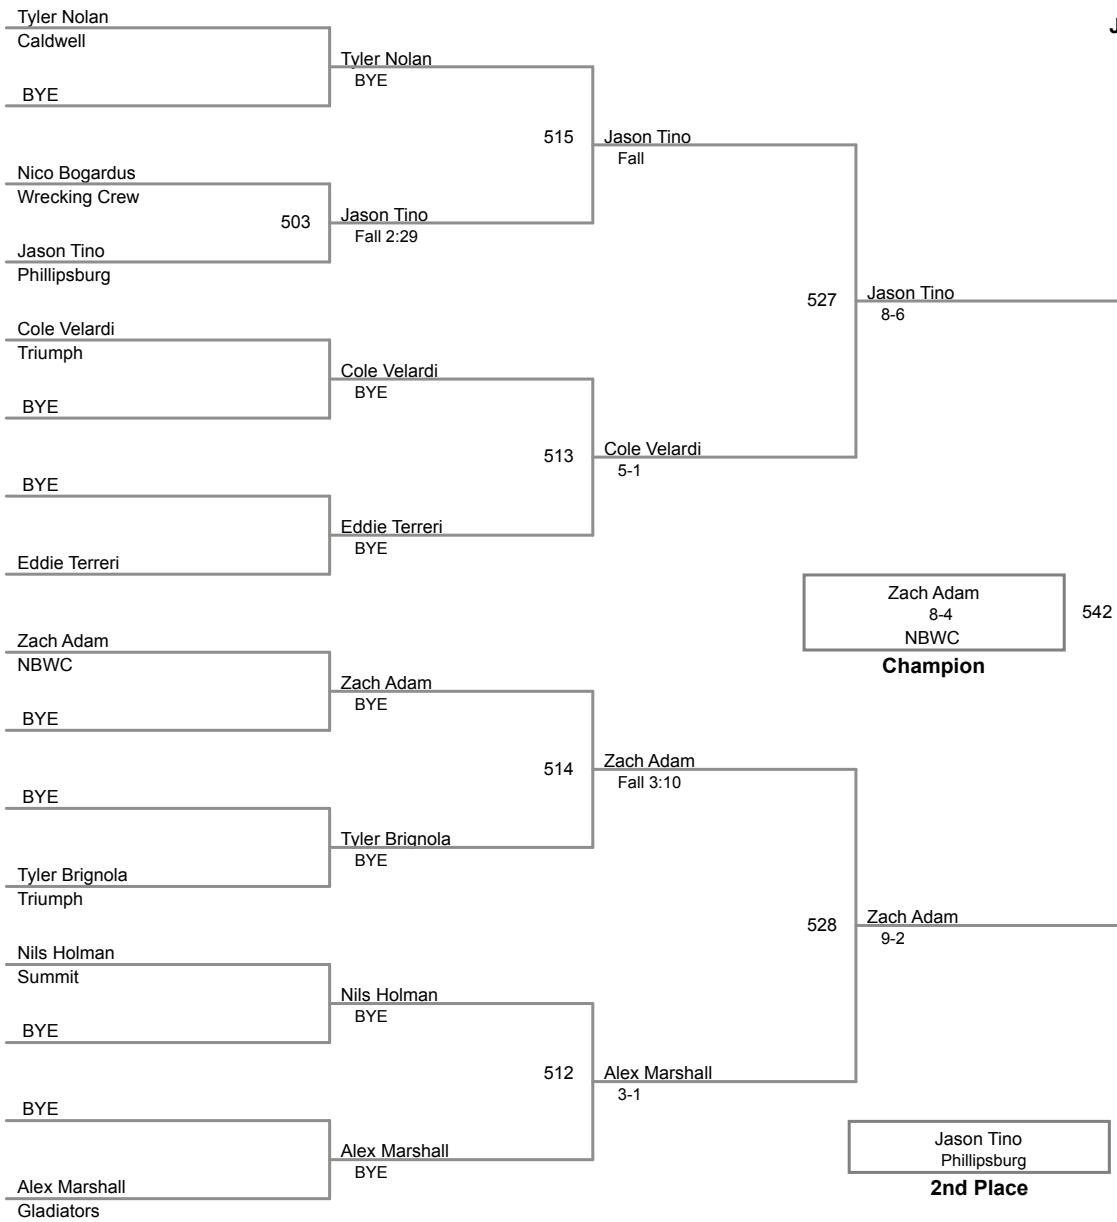 Tyler Nolan
Caldwell
BYE
Nico Bogardus
Wrecking Crew
503
Jason Tino
Phillipsburg
Cole Velardi
Triumph
BYE
BYE
Eddie Terreri
Zach Adam
NBWC
BYE
BYE
Tyler Brignola
Triumph
Nils Holman
Summit
BYE
BYE
Alex Marshall
Gladiators
Tyler Nolan
BYE
515
Jason Tino
Fall 2:29
Cole Velardi
BYE
513
Eddie Terreri
BYE
Zach Adam
BYE
514
Tyler Brignola
BYE
Nils Holman
BYE
512
Alex Marshall
BYE
Jason Tino
Fall
527
Cole Velardi
5-1
Zach Adam
Fall 3:10
528
Alex Marshall
3-1
J
Jason Tino
8-6
Zach Adam
8-4
NBWC
542
Champion
Zach Adam
9-2
Jason Tino
Phillipsburg
2nd Place